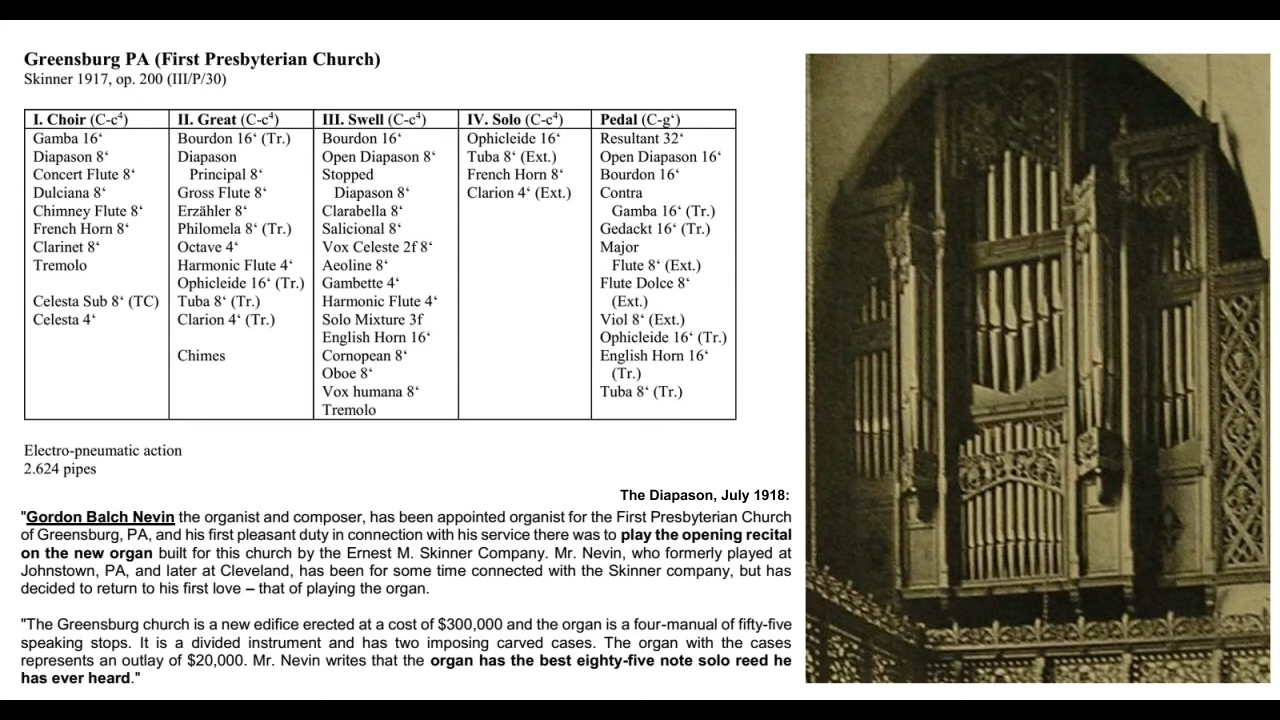 Greensburg PA (First Presbyterian Church)
Skinner 1917, op. 200 (III/P/30)
I. Choir (C-c⁴)
Gamba 16‘
Diapason 8‘
Concert Flute 8‘
Dulciana 8‘
Chimney Flute 8‘
French Horn 8‘
Clarinet 8‘
Tremolo
Celesta Sub 8‘ (TC)
Celesta 4‘
II. Great (C-c⁴)
Bourdon 16‘ (Tr.)
Diapason
Principal 8‘
Gross Flute 8‘
Erzähler 8‘
Philomela 8‘ (Tr.)
Octave 4‘
Harmonic Flute 4‘
Ophicleide 16‘ (Tr.)
Tuba 8‘ (Tr.)
Clarion 4‘ (Tr.)
Chimes
III. Swell (C-c⁴)
Bourdon 16‘
Open Diapason 8‘
Stopped
Diapason 8‘
Clarabella 8‘
Salicional 8‘
Vox Celeste 2f 8‘
Aeoline 8‘
Gambette 4‘
Harmonic Flute 4‘
Solo Mixture 3f
English Horn 16‘
Cornopean 8‘
Oboe 8‘
Vox humana 8‘
Tremolo
IV. Solo (C-c⁴)
Ophicleide 16‘
Tuba 8‘ (Ext.)
French Horn 8‘
Clarion 4‘ (Ext.)
Pedal (C-g‘)
Resultant 32‘
Open Diapason 16‘
Bourdon 16‘
Contra
Gamba 16‘ (Tr.)
Gedackt 16‘ (Tr.)
Major
Flute 8‘ (Ext.)
Flute Dolce 8‘
(Ext.)
Viol 8‘ (Ext.)
Ophicleide 16‘ (Tr.)
English Horn 16‘
(Tr.)
Tuba 8‘ (Tr.)
Electro-pneumatic action
2.624 pipes
The Diapason, July 1918:
"Gordon Balch Nevin the organist and composer, has been appointed organist for the First Presbyterian Church
of Greensburg, PA, and his first pleasant duty in connection with his service there was to play the opening recital
on the new organ built for this church by the Ernest M. Skinner Company. Mr. Nevin, who formerly played at
Johnstown, PA, and later at Cleveland, has been for some time connected with the Skinner company, but has
decided to return to his first love – that of playing the organ.
"The Greensburg church is a new edifice erected at a cost of $300,000 and the organ is a four-manual of fifty-five
speaking stops. It is a divided instrument and has two imposing carved cases. The organ with the cases
represents an outlay of $20,000. Mr. Nevin writes that the organ has the best eighty-five note solo reed he
has ever heard."